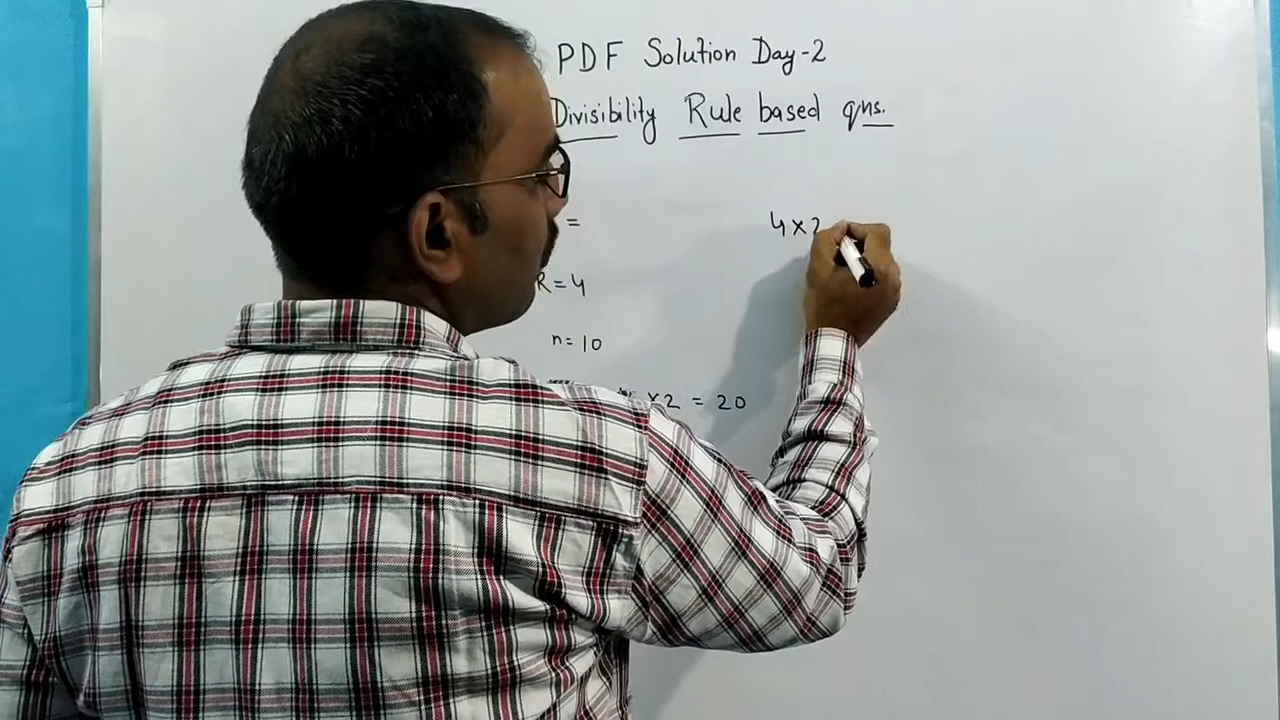 PDF Solution Day-2
Divisibility Rule based qns.
=
4×2
R=4
n=10
×2 = 20